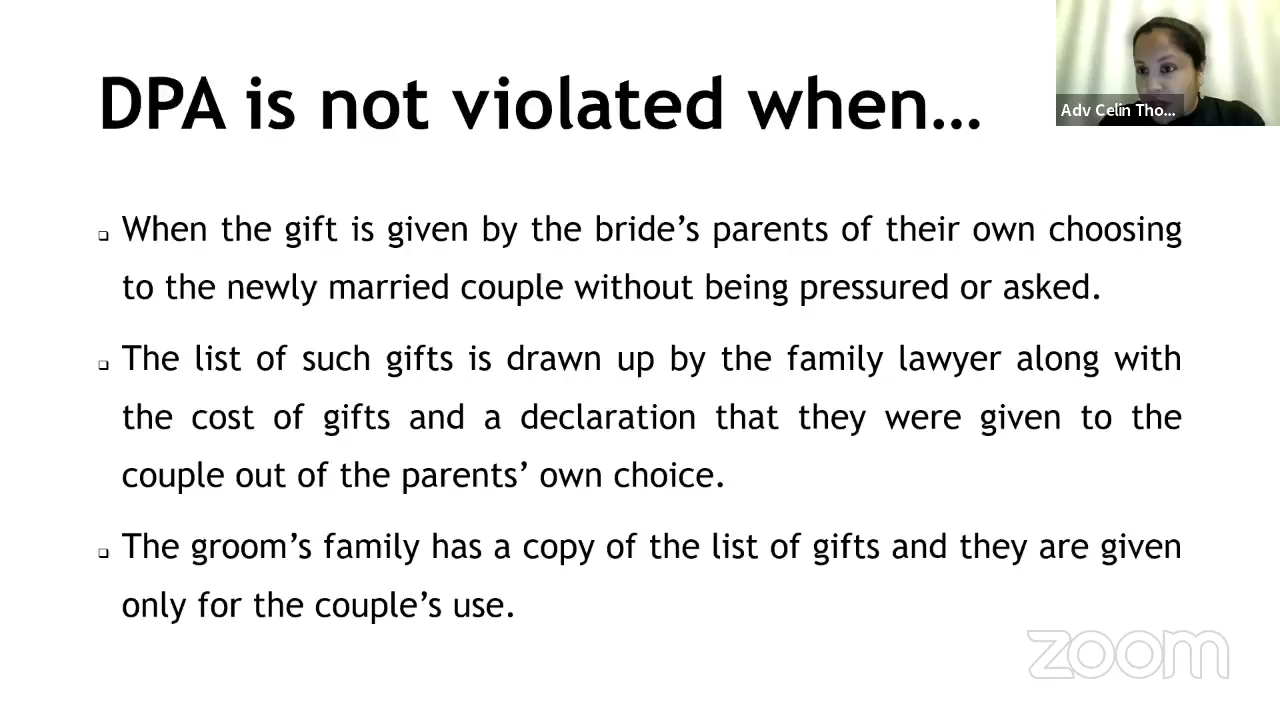 DPA is not violated when…
Adv Celin Tho...
When the gift is given by the bride’s parents of their own choosing
to the newly married couple without being pressured or asked.
The list of such gifts is drawn up by the family lawyer along with
the cost of gifts and a declaration that they were given to the
couple out of the parents’ own choice.
The groom’s family has a copy of the list of gifts and they are given
only for the couple’s use.
zoom